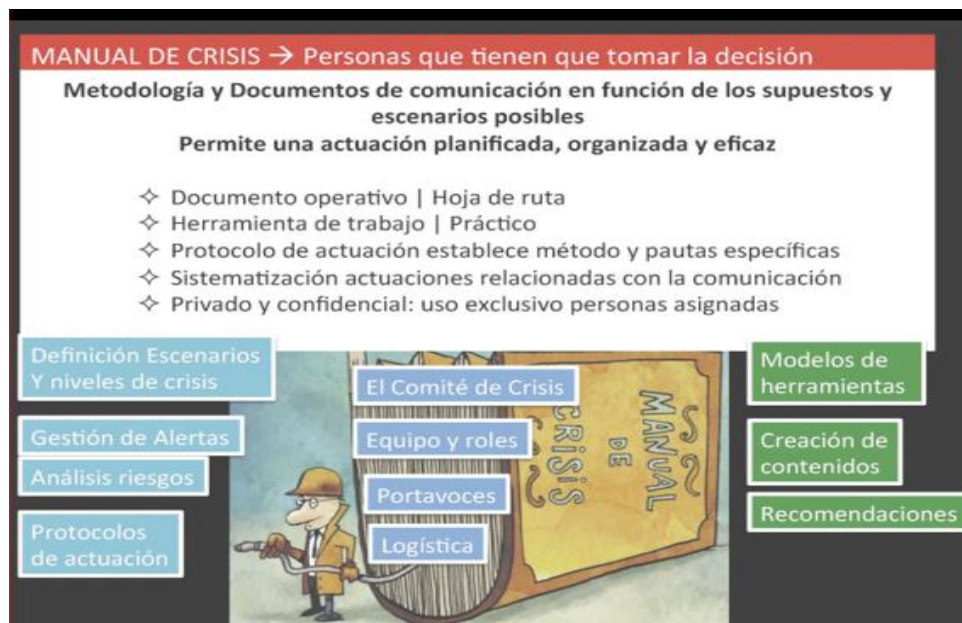 MANUAL DE CRISIS → Personas que tienen que tomar la decisión
Metodología y Documentos de comunicación en función de los supuestos y
escenarios posibles
Permite una actuación planificada, organizada y eficaz
✧ Documento operativo | Hoja de ruta
✧ Herramienta de trabajo | Práctico
✧ Protocolo de actuación establece método y pautas específicas
✧ Sistematización actuaciones relacionadas con la comunicación
✧ Privado y confidencial: uso exclusivo personas asignadas
Definición Escenarios
Y niveles de crisis
Gestión de Alertas
Análisis riesgos
Protocolos
de actuación
El Comité de Crisis
Equipo y roles
Portavoces
Logística
MANUAL
DE
CRISIS
Modelos de
herramientas
Creación de
contenidos
Recomendaciones